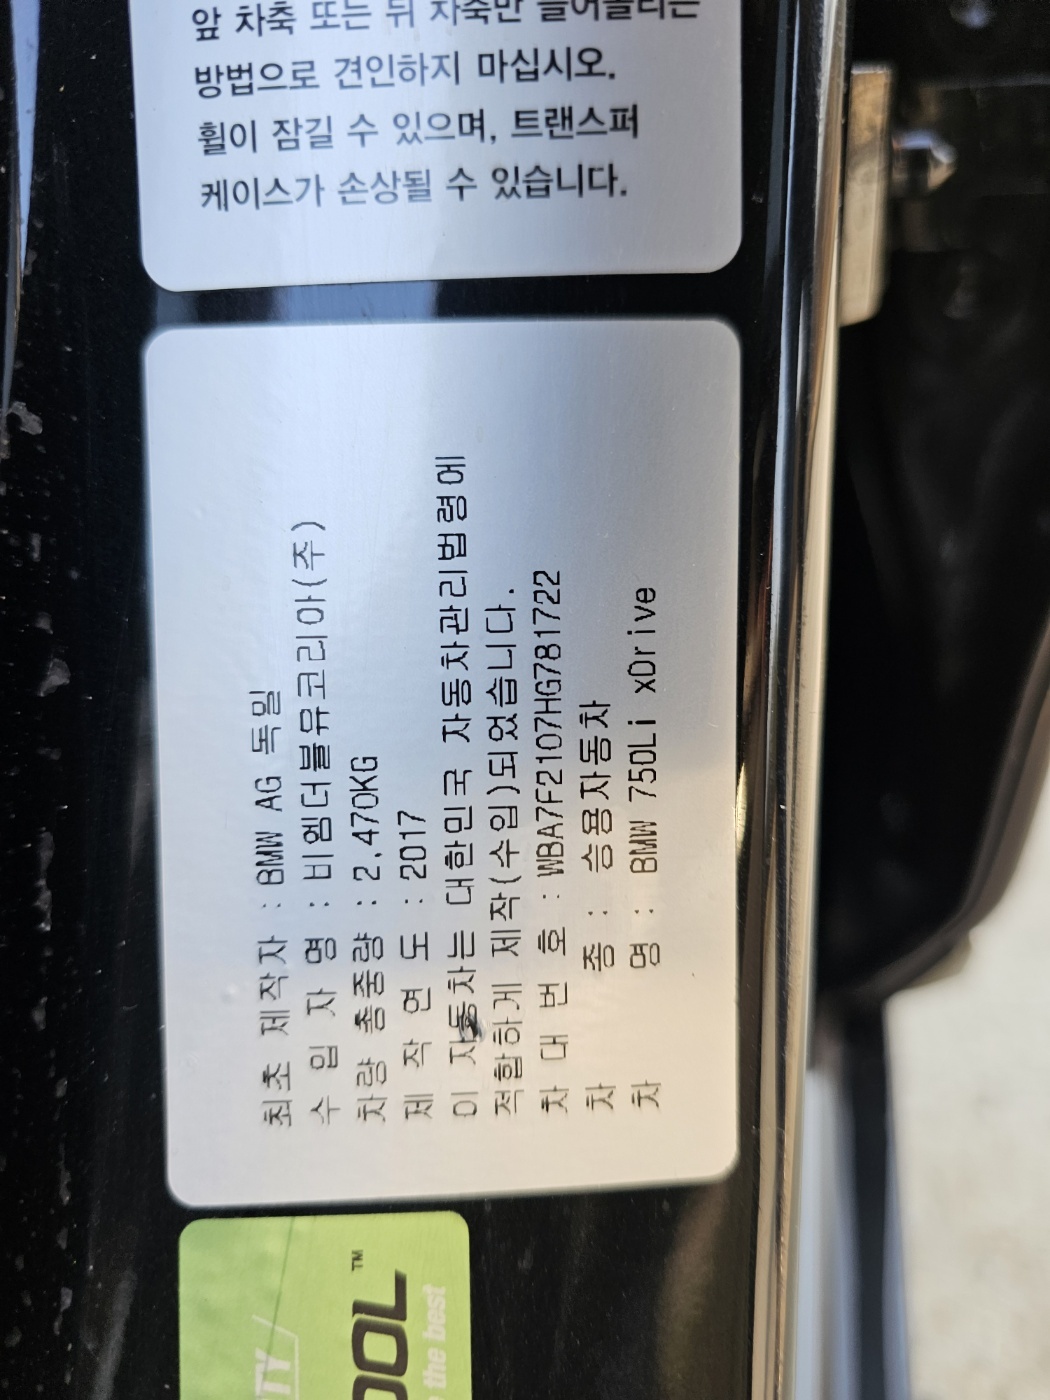 앞 차축 또는 뒤 차축만 들어올리는
방법으로 견인하지 마십시오.
휠이 잠길 수 있으며, 트랜스퍼
케이스가 손상될 수 있습니다.
최초 제작자 : BMW AG 독일
수 입 자 명 : 비엠더블유코리아(주)
차량 총중량 : 2,470KG
제 작 연 도 : 2017
이 자동차는 대한민국 자동차관리법령에
적합하게 제작(수입)되었습니다.
차 대 번 호 : WBA7F2107HG781722
차 종 : 승용자동차
차 명 : BMW 750Li xDrive
OOL™
the best